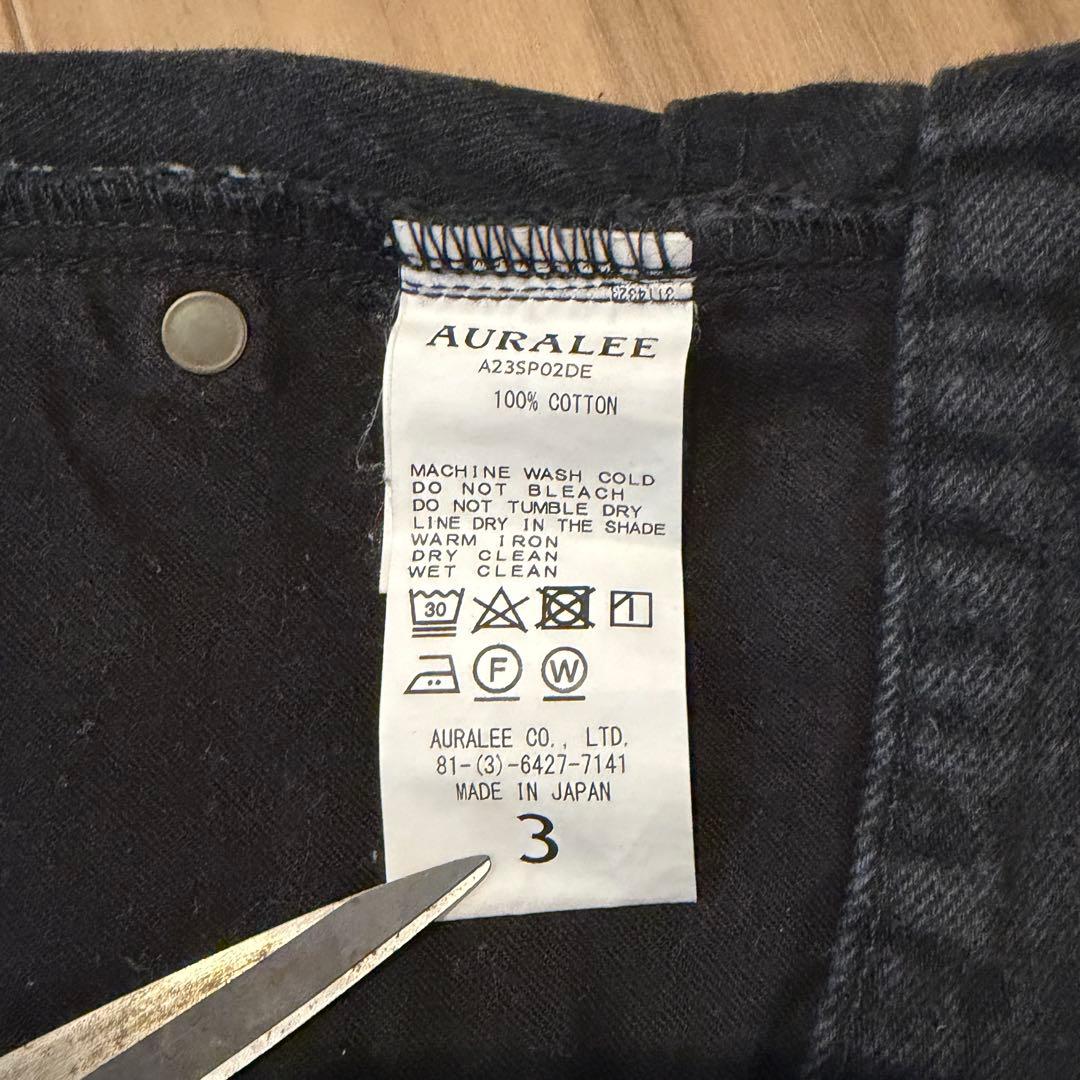 AURALEE
A23SP02DE
100% COTTON
MACHINE WASH COLD
DO NOT BLEACH
DO NOT TUMBLE DRY
LINE DRY IN THE SHADE
WARM IRON
DRY CLEAN
WET CLEAN
30
F W
AURALEE CO., LTD.
81-(3)-6427-7141
MADE IN JAPAN
3